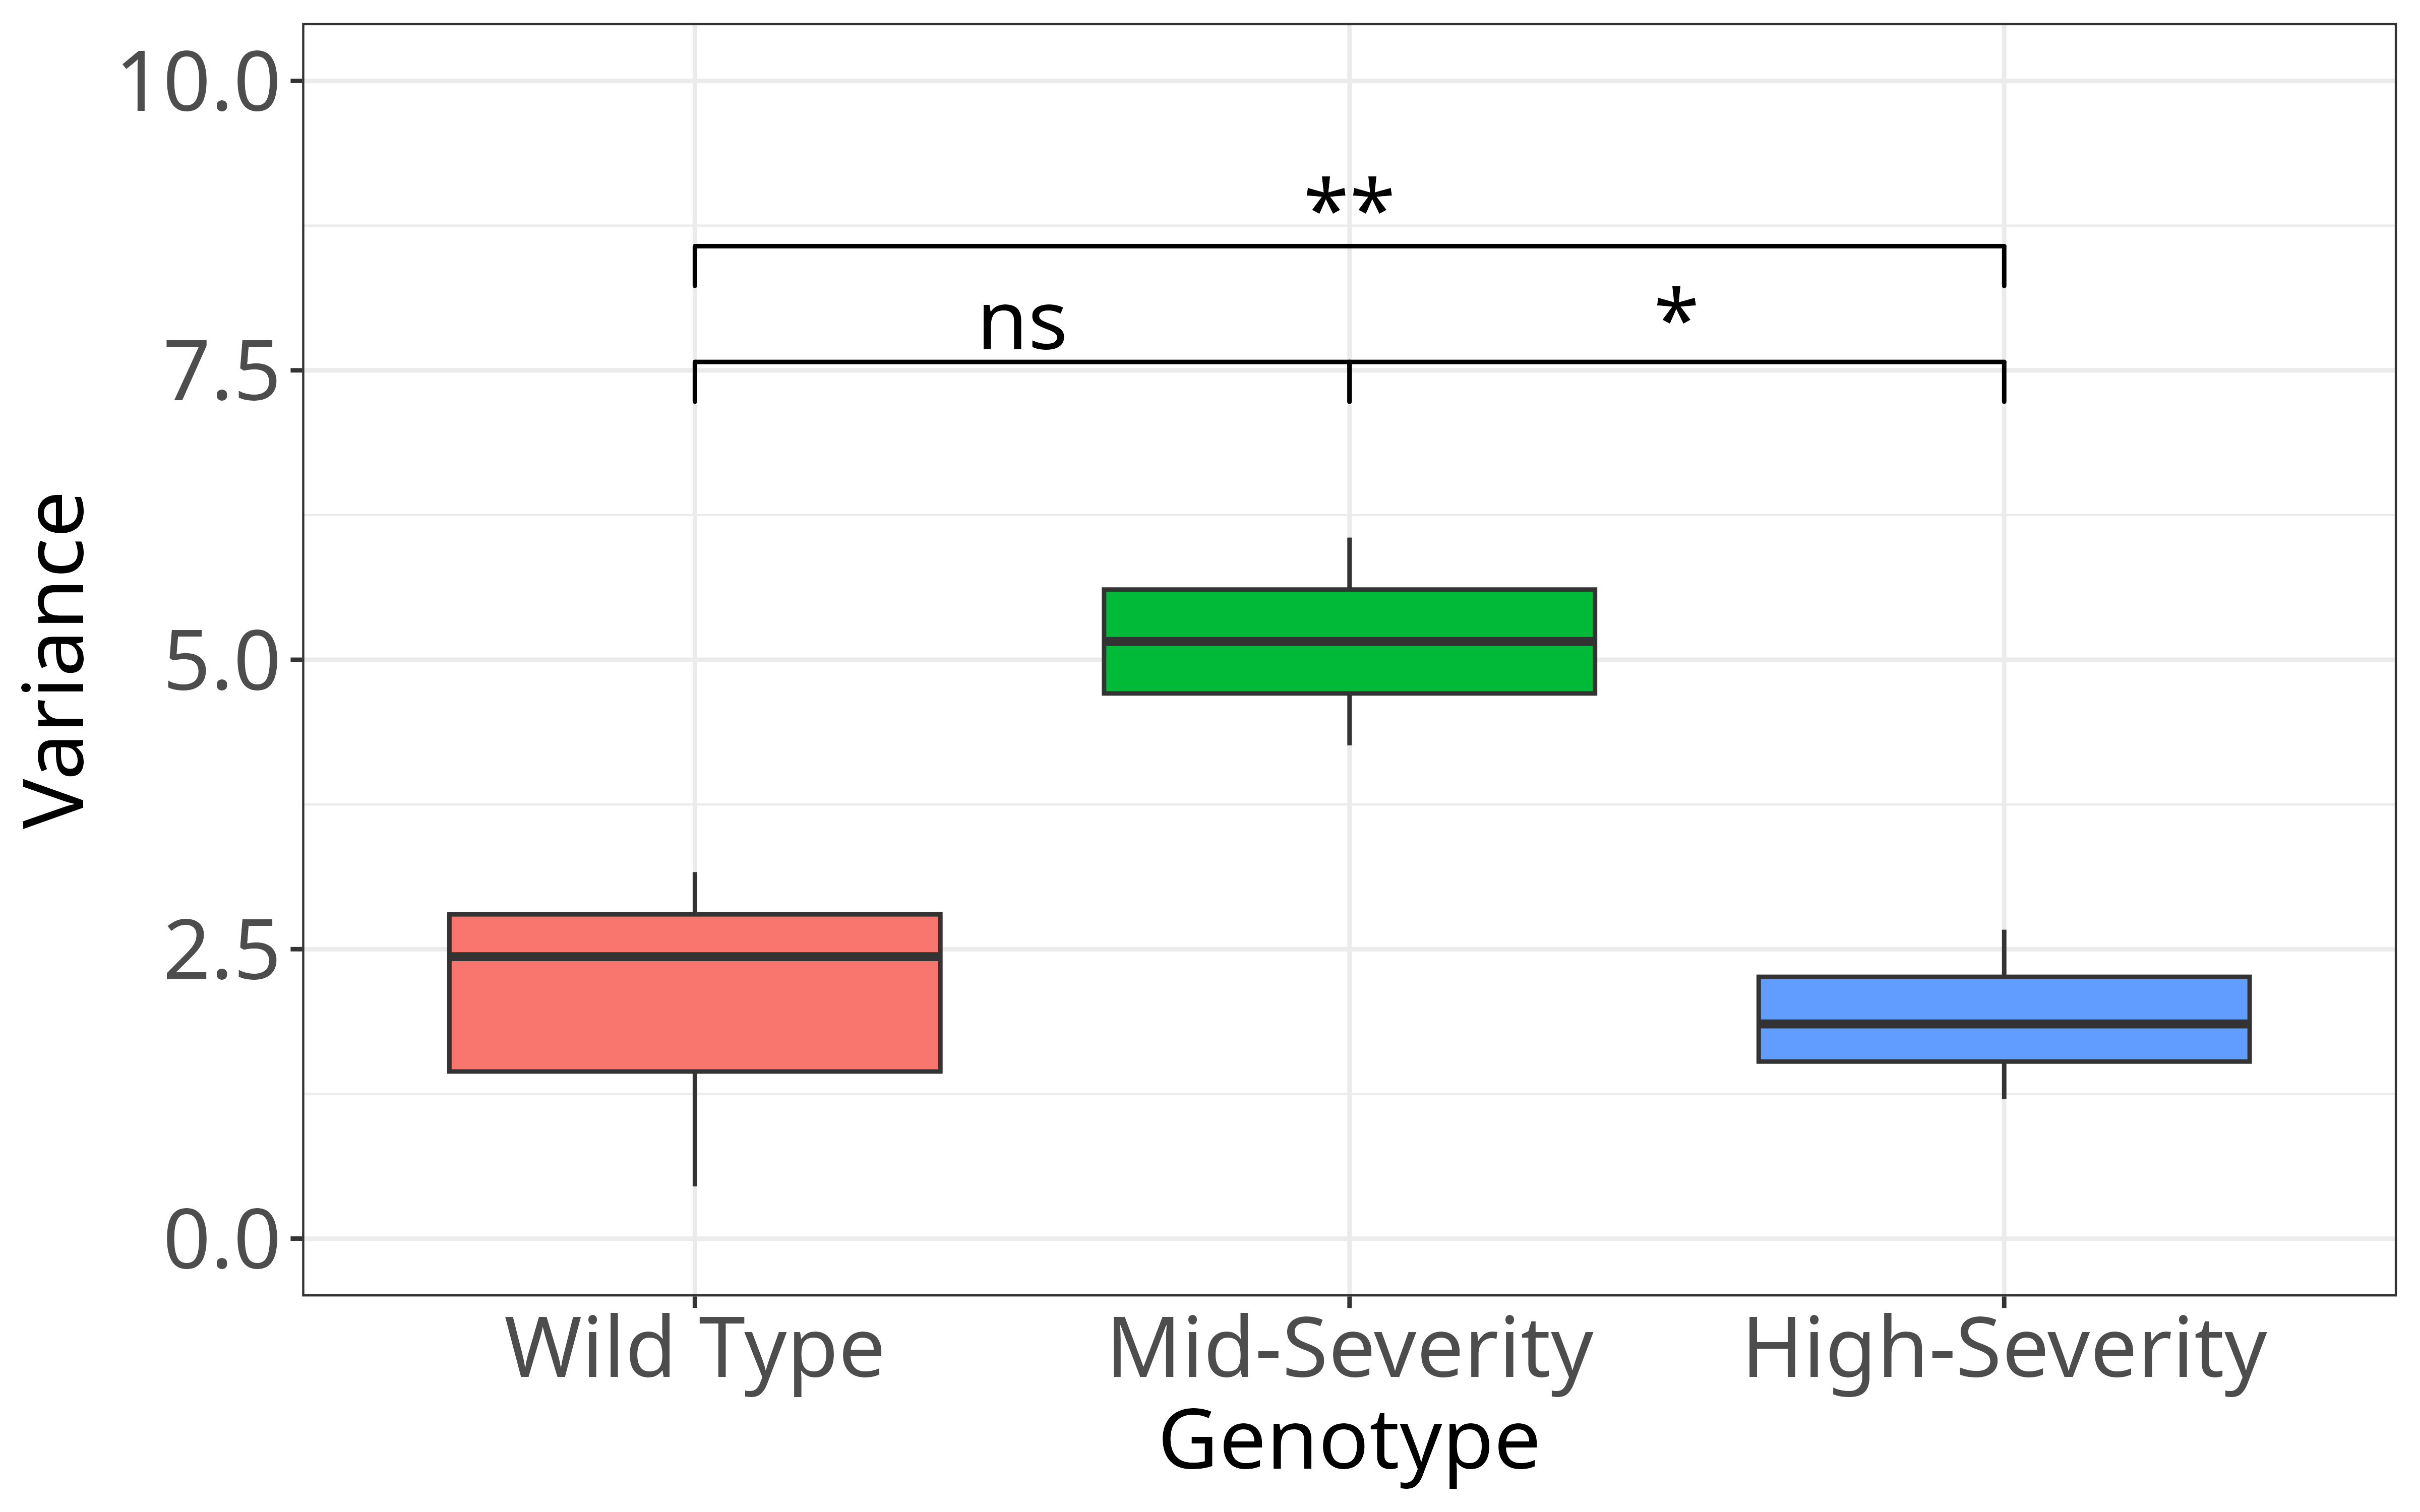 10.0
**
ns
*
7.5
Variance
5.0
2.5
0.0
Wild Type Mid-Severity High-Severity
Genotype